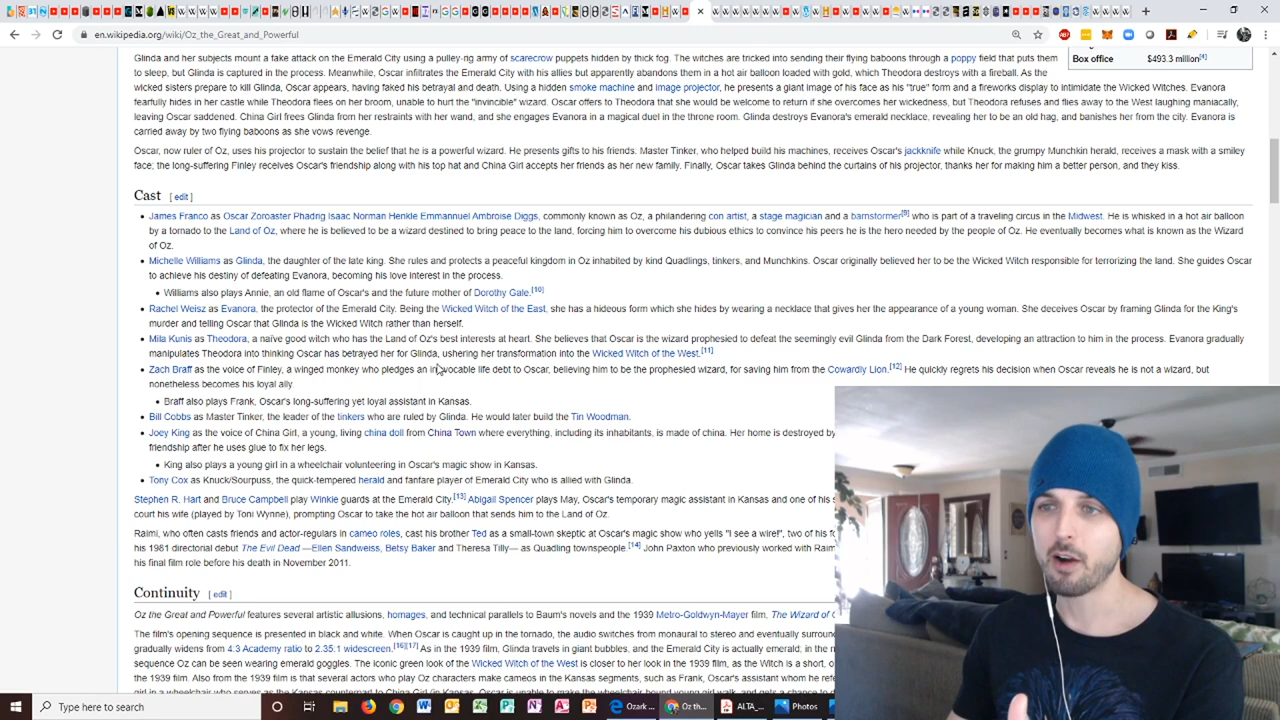 en.wikipedia.org/wiki/Oz_the_Great_and_Powerful
Glinda and her subjects mount a fake attack on the Emerald City using a pulley-rig army of scarecrow puppets hidden by thick fog. The witches are tricked into sending their flying baboons through a poppy field that puts them
to sleep, but Glinda is captured in the process. Meanwhile, Oscar infiltrates the Emerald City with his allies but apparently abandons them in a hot air balloon loaded with gold, which Theodora destroys with a fireball. As the
Box office $493.3 million[4]
wicked sisters prepare to kill Glinda, Oscar appears, having faked his betrayal and death. Using a hidden smoke machine and image projector, he presents a giant image of his face as his "true" form and a fireworks display to intimidate the Wicked Witches. Evanora
fearfully hides in her castle while Theodora flees on her broom, unable to hurt the "invincible" wizard. Oscar offers to Theodora that she would be welcome to return if she overcomes her wickedness, but Theodora refuses and flies away to the West laughing maniacally,
leaving Oscar saddened. China Girl frees Glinda from her restraints with her wand, and she engages Evanora in a magical duel in the throne room. Glinda destroys Evanora's emerald necklace, revealing her to be an old hag, and banishes her from the city. Evanora is
carried away by two flying baboons as she vows revenge.
Oscar, now ruler of Oz, uses his projector to sustain the belief that he is a powerful wizard. He presents gifts to his friends: Master Tinker, who helped build his machines, receives Oscar's jackknife while Knuck, the grumpy Munchkin herald, receives a mask with a smiley
face; the long-suffering Finley receives Oscar's friendship along with his top hat and China Girl accepts her friends as her new family. Finally, Oscar takes Glinda behind the curtains of his projector, thanks her for making him a better person, and they kiss.
Cast [ edit ]
• James Franco as Oscar Zoroaster Phadrig Isaac Norman Henkle Emmannuel Ambroise Diggs, commonly known as Oz, a philandering con artist, a stage magician and a barnstormer[9] who is part of a traveling circus in the Midwest. He is whisked in a hot air balloon
by a tornado to the Land of Oz, where he is believed to be a wizard destined to bring peace to the land, forcing him to overcome his dubious ethics to convince his peers he is the hero needed by the people of Oz. He eventually becomes what is known as the Wizard
of Oz.
• Michelle Williams as Glinda, the daughter of the late king. She rules and protects a peaceful kingdom in Oz inhabited by kind Quadlings, tinkers, and Munchkins. Oscar originally believed her to be the Wicked Witch responsible for terrorizing the land. She guides Oscar
to achieve his destiny of defeating Evanora, becoming his love interest in the process.
• Williams also plays Annie, an old flame of Oscar's and the future mother of Dorothy Gale.[10]
• Rachel Weisz as Evanora, the protector of the Emerald City. Being the Wicked Witch of the East, she has a hideous form which she hides by wearing a necklace that gives her the appearance of a young woman. She deceives Oscar by framing Glinda for the King's
murder and telling Oscar that Glinda is the Wicked Witch rather than herself.
• Mila Kunis as Theodora, a naïve good witch who has the Land of Oz's best interests at heart. She believes that Oscar is the wizard prophesied to defeat the seemingly evil Glinda from the Dark Forest, developing an attraction to him in the process. Evanora gradually
manipulates Theodora into thinking Oscar has betrayed her for Glinda, ushering her transformation into the Wicked Witch of the West.[11]
• Zach Braff as the voice of Finley, a winged monkey who pledges an irrevocable life debt to Oscar, believing him to be the prophesied wizard, for saving him from the Cowardly Lion.[12] He quickly regrets his decision when Oscar reveals he is not a wizard, but
nonetheless becomes his loyal ally.
• Braff also plays Frank, Oscar's long-suffering yet loyal assistant in Kansas.
• Bill Cobbs as Master Tinker, the leader of the tinkers who are ruled by Glinda. He would later build the Tin Woodman.
• Joey King as the voice of China Girl, a young, living china doll from China Town where everything, including its inhabitants, is made of china. Her home is destroyed by
friendship after he uses glue to fix her legs.
• King also plays a young girl in a wheelchair volunteering in Oscar's magic show in Kansas.
• Tony Cox as Knuck/Sourpuss, the quick-tempered herald and fanfare player of Emerald City who is allied with Glinda.
Stephen R. Hart and Bruce Campbell play Winkie guards at the Emerald City.[13] Abigail Spencer plays May, Oscar's temporary magic assistant in Kansas and one of his
court his wife (played by Toni Wynne), prompting Oscar to take the hot air balloon that sends him to the Land of Oz.
Raimi, who often casts friends and actor-regulars in cameo roles, cast his brother Ted as a small-town skeptic at Oscar's magic show who yells "I see a wire!", two of his
his 1981 directorial debut The Evil Dead —Ellen Sandweiss, Betsy Baker and Theresa Tilly— as Quadling townspeople.[14] John Paxton who previously worked with Raim
his final film role before his death in November 2011.
Continuity [ edit ]
Oz the Great and Powerful features several artistic allusions, homages, and technical parallels to Baum's novels and the 1939 Metro-Goldwyn-Mayer film, The Wizard of
The film's opening sequence is presented in black and white. When Oscar is caught up in the tornado, the audio switches from monaural to stereo and eventually surroun
gradually widens from 4:3 Academy ratio to 2.35:1 widescreen.[16][17] As in the 1939 film, Glinda travels in giant bubbles, and the Emerald City is actually emerald; in the
sequence Oz can be seen wearing emerald goggles. The iconic green look of the Wicked Witch of the West is closer to her look in the 1939 film, as the Witch is a short,
the 1939 film. Also from the 1939 film is that several actors who play Oz characters make cameos in the Kansas segments, such as Frank, Oscar's assistant whom he refe
girl in a wheelchair who serves as the Kansas counterpart to China Girl
Type here to search
Ozark ...
Oz th...
ALTA_...
Photos